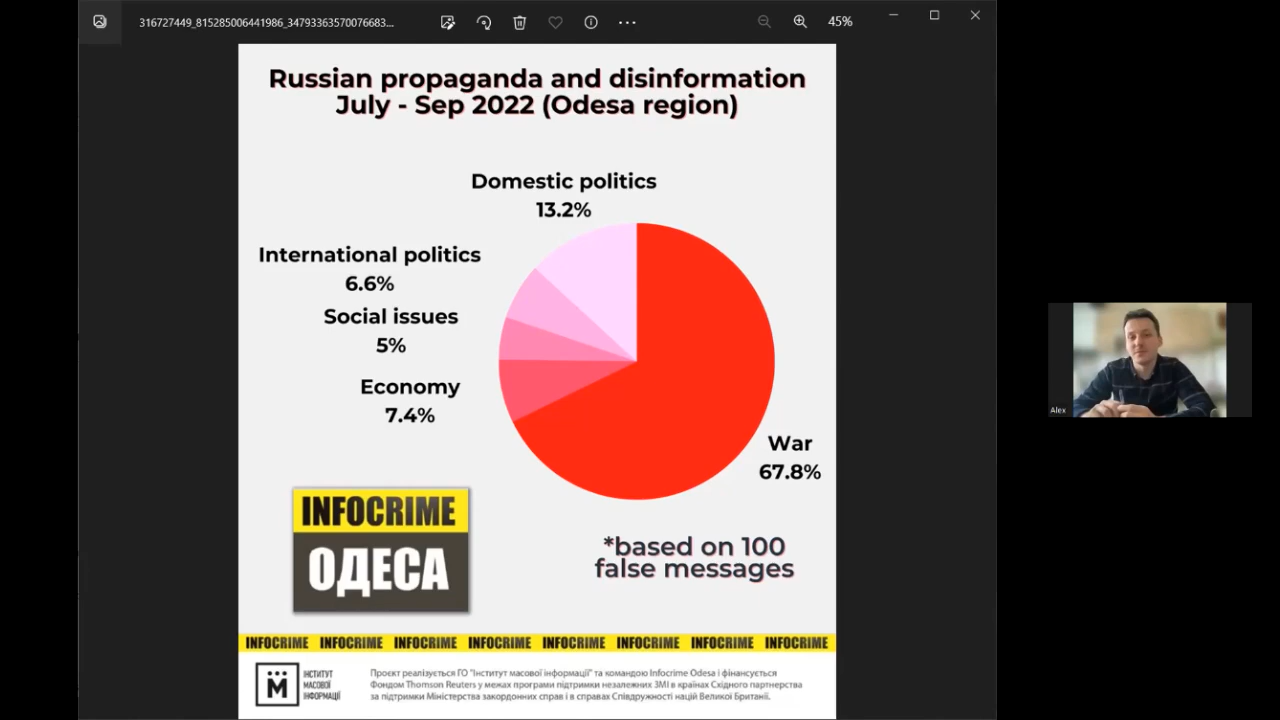 316727449_815285006441986_34793363570076683...
45%
Russian propaganda and disinformation
July - Sep 2022 (Odesa region)
Domestic politics
13.2%
International politics
6.6%
Social issues
5%
Economy
7.4%
War
67.8%
INFOCRIME
ОДЕСА
*based on 100
false messages
INFOCRIME INFOCRIME INFOCRIME INFOCRIME INFOCRIME INFOCRIME INFOCRIME INFOCRIME
М
ІНСТИТУТ
МАСОВОЇ
ІНФОРМАЦІЇ
Проєкт реалізується ГО "Інститут масової інформації" та командою Infocrime Odesa і фінансується
Фондом Thomson Reuters у межах програми підтримки незалежних ЗМІ в країнах Східного партнерства
за підтримки Міністерства закордонних справ і в справах Співдружності націй Великої Британії.
Alex